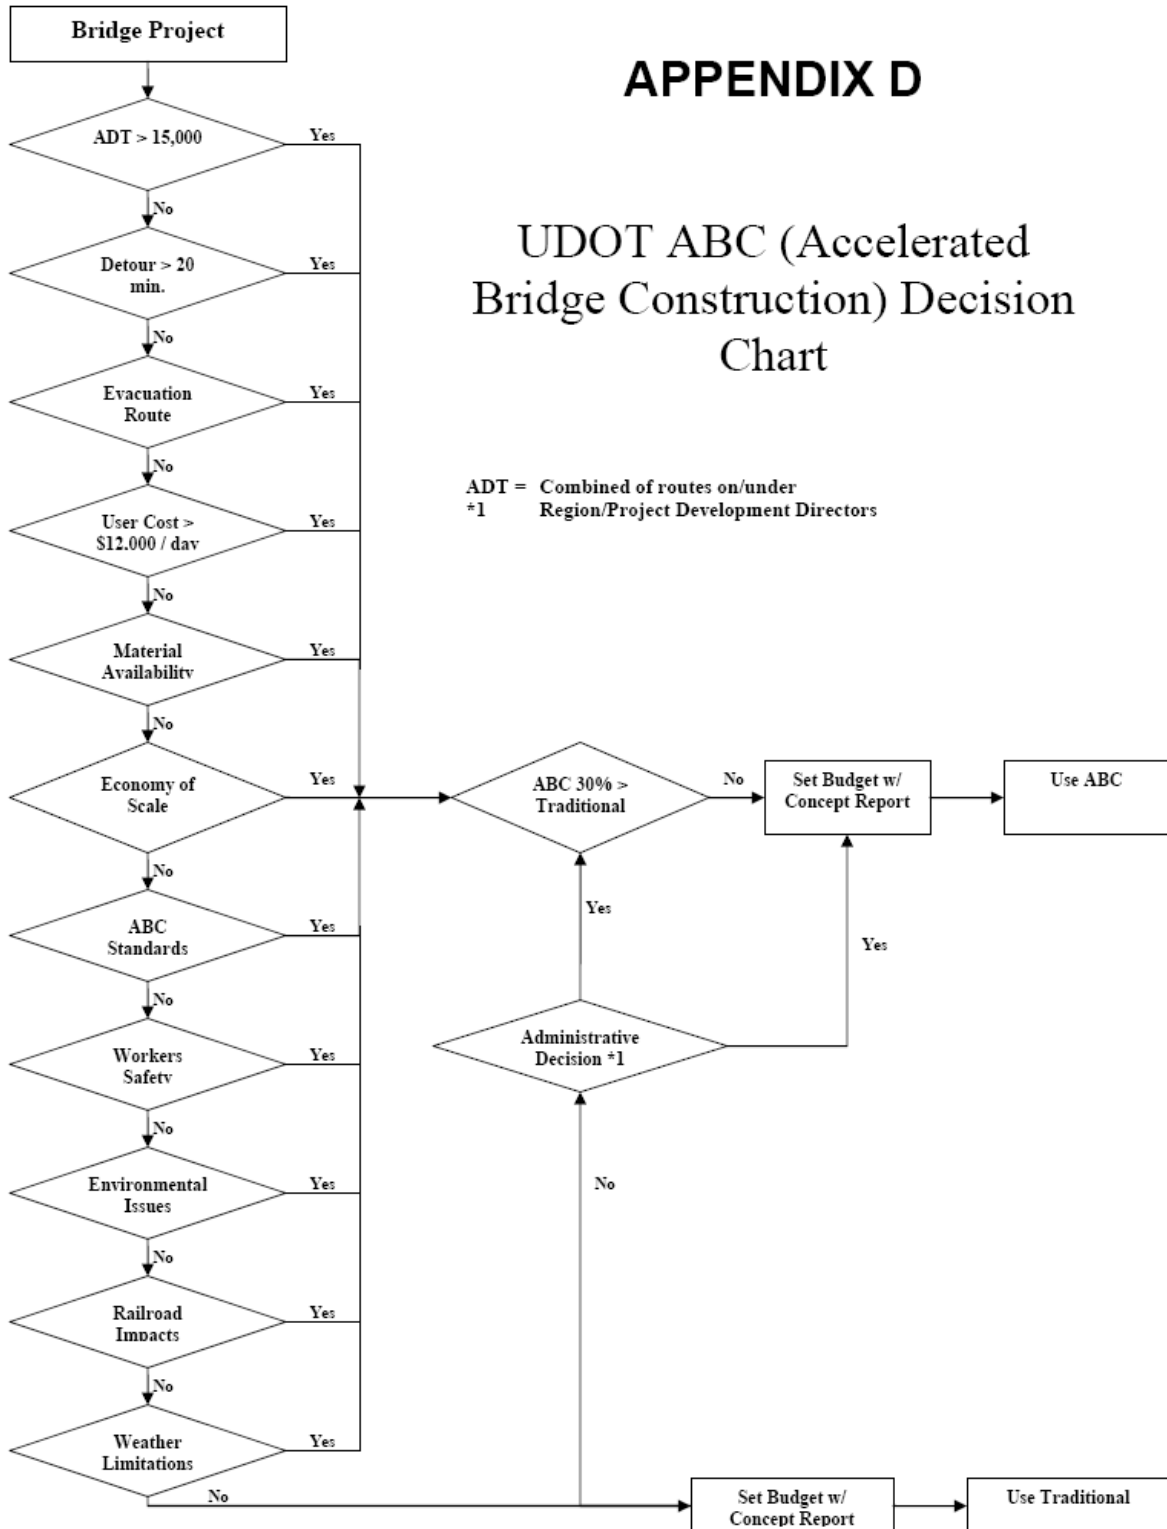 Bridge Project
APPENDIX D
ADT > 15,000
Yes
No
UDOT ABC (Accelerated
Bridge Construction) Decision
Chart
Detour > 20
min.
Yes
No
Evacuation
Route
Yes
No
ADT = Combined of routes on/under
*1 Region/Project Development Directors
User Cost >
$12.000 / day
Yes
No
Material
Availability
Yes
No
Economy of
Scale
Yes
No
ABC 30% >
Traditional
No
Set Budget w/
Concept Report
Use ABC
ABC
Standards
Yes
No
Yes
Yes
Workers
Safety
Yes
No
Administrative
Decision *1
Environmental
Issues
Yes
No
No
Railroad
Impacts
Yes
No
Weather
Limitations
Yes
No
Set Budget w/
Concept Report
Use Traditional